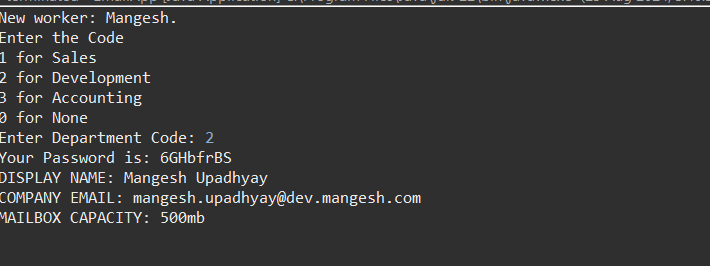 New worker: Mangesh.
Enter the Code
1 for Sales
2 for Development
3 for Accounting
0 for None
Enter Department Code: 2
Your Password is: 6GHbfrBS
DISPLAY NAME: Mangesh Upadhyay
COMPANY EMAIL: mangesh.upadhyay@dev.mangesh.com
MAILBOX CAPACITY: 500mb